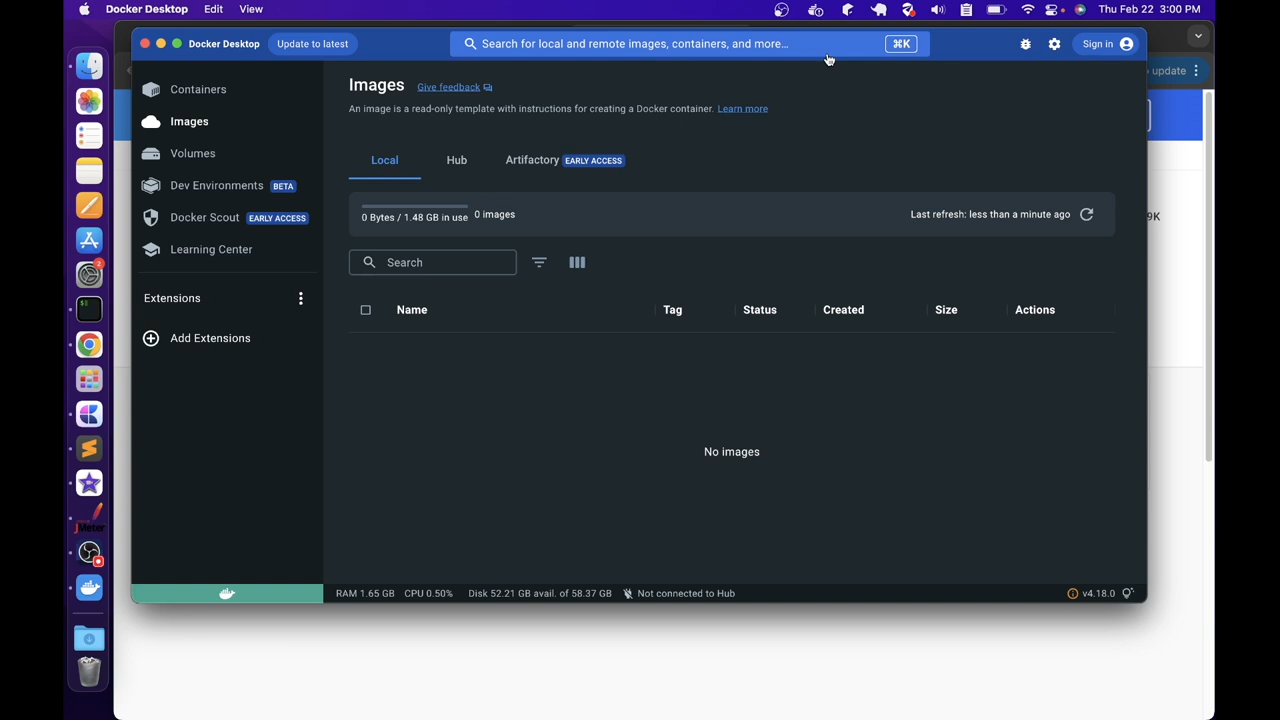 Docker Desktop Edit View Thu Feb 22 3:00 PM
Docker Desktop Update to latest Search for local and remote images, containers, and more... ⌘K Sign in
update
Containers
Images
Volumes
Dev Environments BETA
Docker Scout EARLY ACCESS
Learning Center
Extensions
Add Extensions
Images Give feedback
An image is a read-only template with instructions for creating a Docker container. Learn more
Local Hub Artifactory EARLY ACCESS
0 Bytes / 1.48 GB in use 0 images Last refresh: less than a minute ago
9K
Search
Name Tag Status Created Size Actions
No images
2
$
JMeter
RAM 1.65 GB CPU 0.50% Disk 52.21 GB avail. of 58.37 GB Not connected to Hub v4.18.0